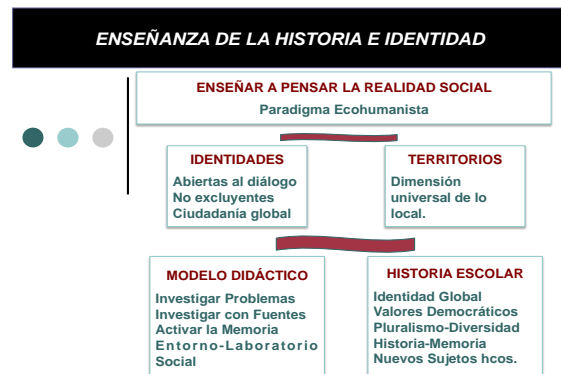 ENSEÑANZA DE LA HISTORIA E IDENTIDAD
ENSEÑAR A PENSAR LA REALIDAD SOCIAL
Paradigma Ecohumanista
IDENTIDADES
Abiertas al diálogo
No excluyentes
Ciudadanía global
TERRITORIOS
Dimensión
universal de lo
local.
MODELO DIDÁCTICO
Investigar Problemas
Investigar con Fuentes
Activar la Memoria
Entorno-Laboratorio
Social
HISTORIA ESCOLAR
Identidad Global
Valores Democráticos
Pluralismo-Diversidad
Historia-Memoria
Nuevos Sujetos hcos.